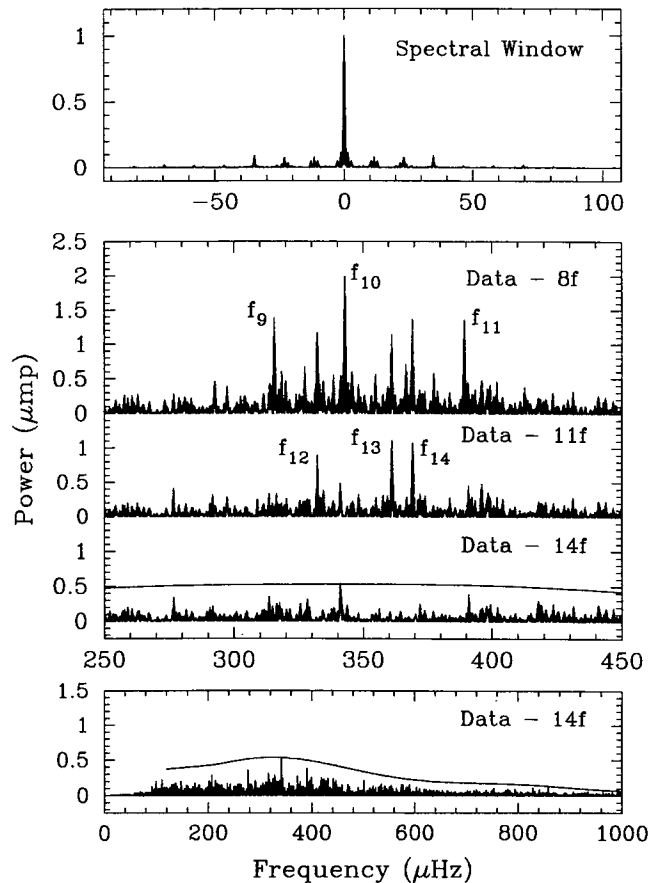 Spectral Window
1
0.5
0
−50 0 50 100
2.5
2
1.5
1
0.5
0
Data − 8f
f9 f10 f11
1
0.5
0
Data − 11f
f12 f13 f14
1
0.5
0
Data − 14f
250 300 350 400 450
Power (μmp)
1.5
1
0.5
0
Data − 14f
0 200 400 600 800 1000
Frequency (μHz)